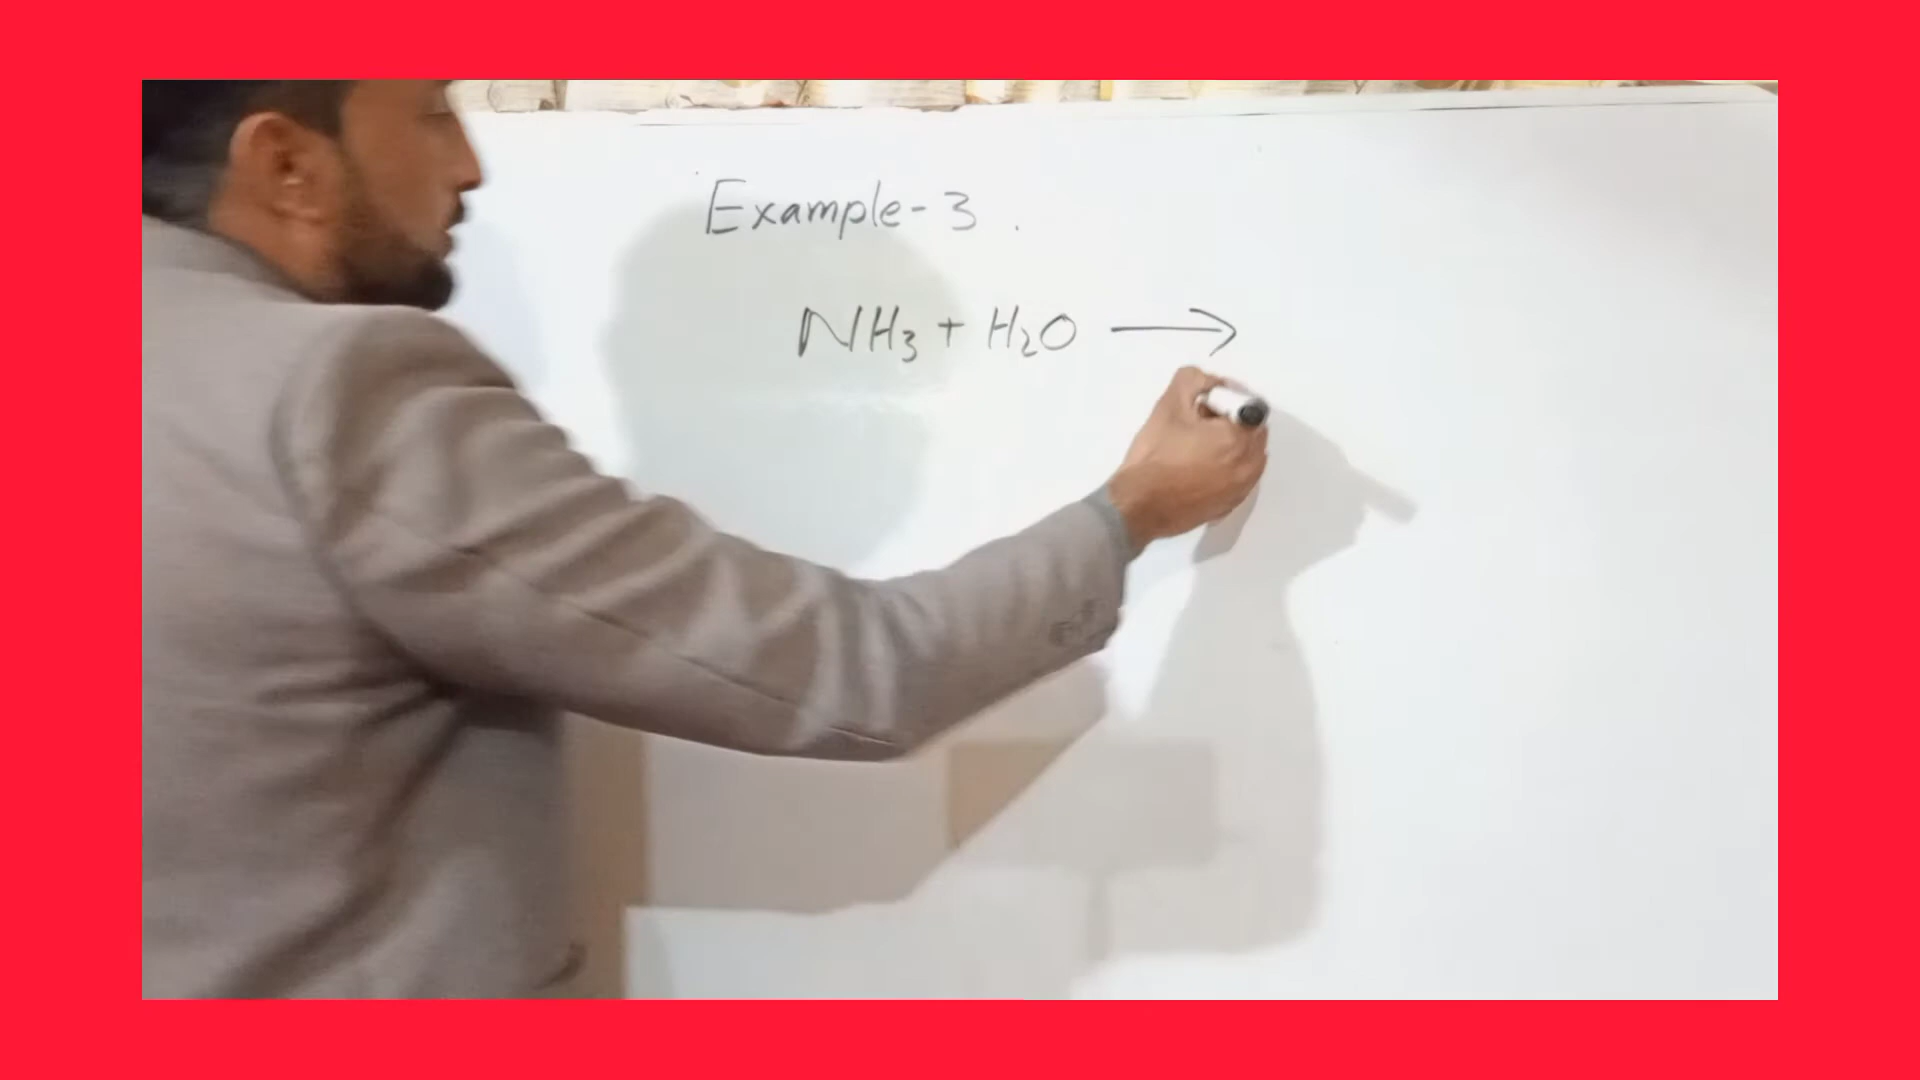 Example-3.
NH₃ + H₂O ⟶